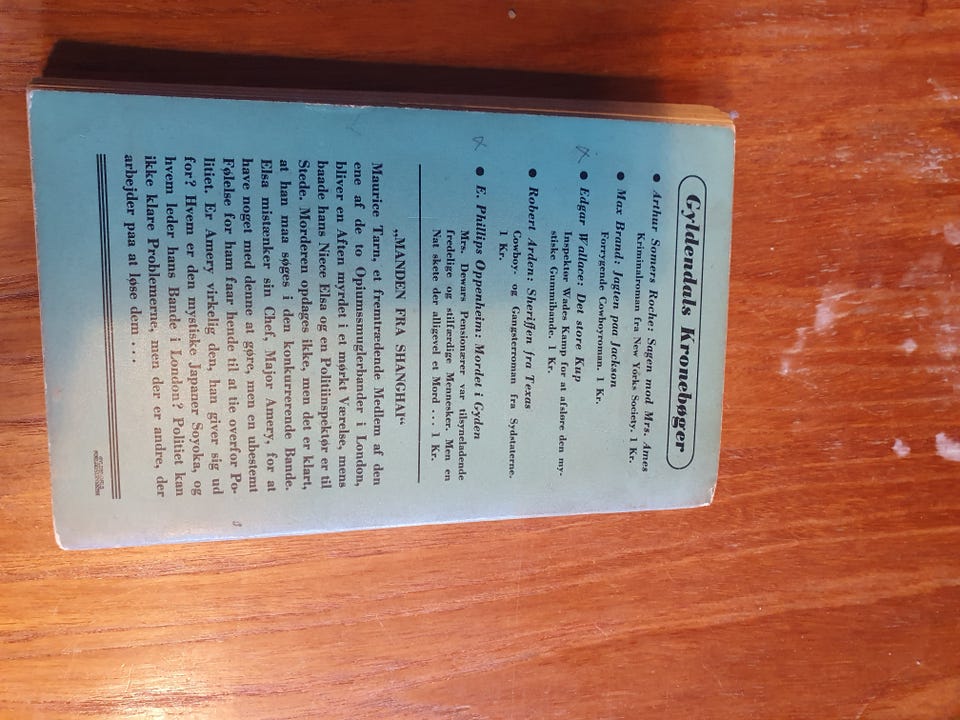 Gyldendals Kronebøger
● Arthur Somers Roche: Sagen mod Mrs. Ames
Kriminalroman fra New Yorks Society. 1 Kr.
● Max Brand: Jagten paa Jackson
Forrygende Cowboyroman. 1 Kr.
● Edgar Wallace: Det store Kup
Inspektør Wades Kamp for at afsløre den my-
stiske Gummibande. 1 Kr.
● Robert Arden: Sheriffen fra Texas
Cowboy- og Gangsterroman fra Sydstaterne.
1 Kr.
● E. Phillips Oppenheim: Mordet i Gyden
Mrs. Dewars Pensionærer var tilsyneladende
fredelige og stilfærdige Mennesker. Men en
Nat skete der alligevel et Mord ... 1 Kr.
„MANDEN FRA SHANGHAI“
Maurice Tarn, et fremtrædende Medlem af den
ene af de to Opiumssmuglerbander i London,
bliver en Aften myrdet i et mørkt Værelse, mens
baade hans Niece Elsa og en Politiinspektør er til
Stede. Morderen opdages ikke, men det er klart,
at han maa søges i den konkurrerende Bande.
Elsa mistænker sin Chef, Major Amery, for at
have noget med denne at gøre, men en ubestemt
Følelse for ham faar hende til at tie overfor Po-
litiet. Er Amery virkelig den, han giver sig ud
for? Hvem er den mystiske Japaner Soyoka, og
hvem leder hans Bande i London? Politiet kan
ikke klare Problemerne, men der er andre, der
arbejder paa at løse dem ...